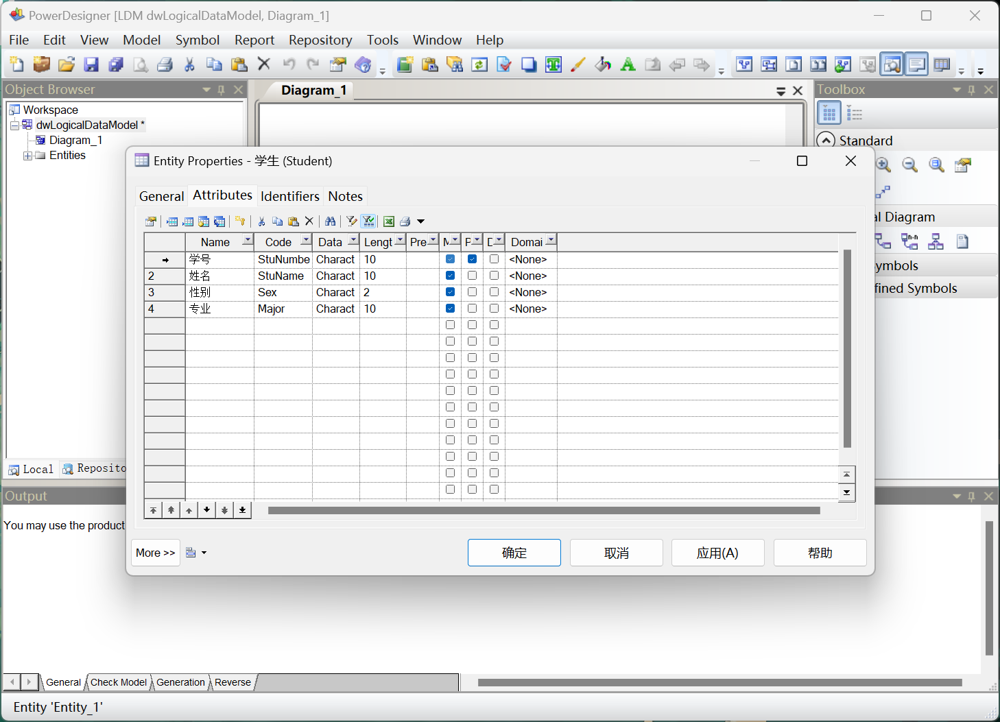 PowerDesigner [LDM dwLogicalDataModel, Diagram_1]
File Edit View Model Symbol Report Repository Tools Window Help
Object Browser
Workspace
dwLogicalDataModel *
Diagram_1
Entities
Local Reposito
Diagram_1
Toolbox
Standard
l Diagram
ymbols
fined Symbols
Entity Properties - 学生 (Student)
General Attributes Identifiers Notes
Name Code Data Lengt Pre M P D Domai
学号 StuNumbe Charact 10 <None>
2 姓名 StuName Charact 10 <None>
3 性别 Sex Charact 2 <None>
4 专业 Major Charact 10 <None>
More >> 确定 取消 应用(A) 帮助
Output
You may use the product
General Check Model Generation Reverse
Entity 'Entity_1'